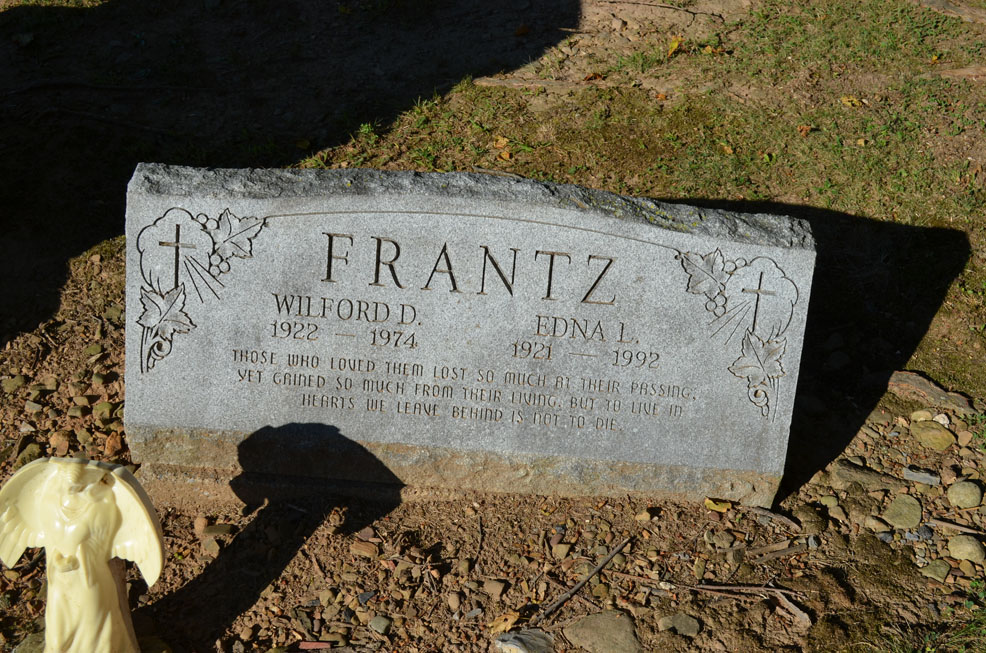 FRANTZ
WILFORD D. EDNA L.
1922 — 1974 1921 — 1992
THOSE WHO LOVED THEM LOST SO MUCH AT THEIR PASSING,
YET GAINED SO MUCH FROM THEIR LIVING, BUT TO LIVE IN
HEARTS WE LEAVE BEHIND IS NOT TO DIE.